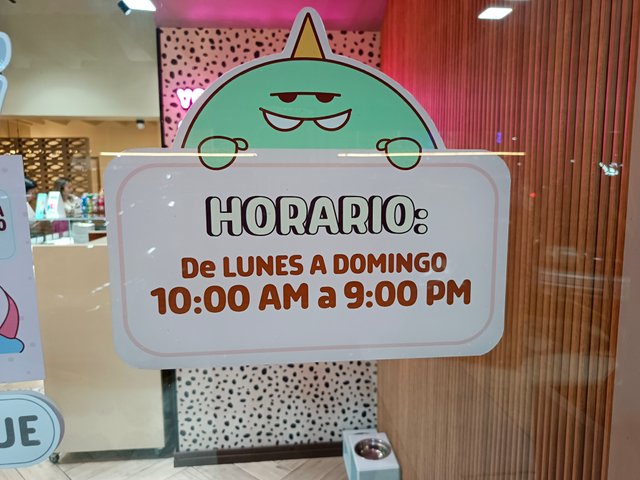 HORARIO:
De LUNES A DOMINGO
10:00 AM a 9:00 PM
UE